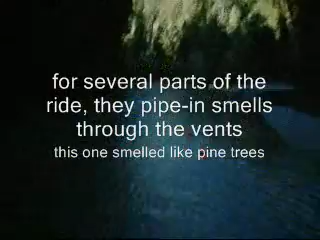 for several parts of the
ride, they pipe-in smells
through the vents
this one smelled like pine trees